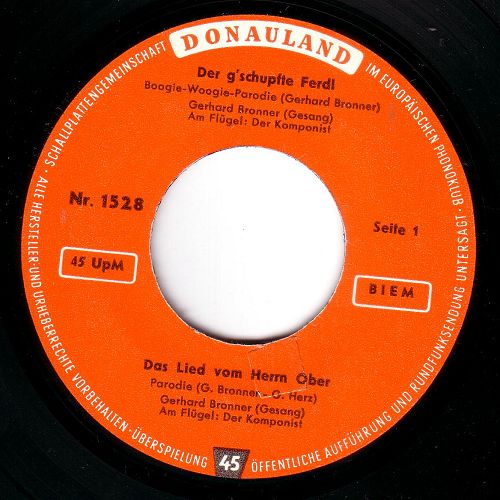 DONAULAND
SCHALLPLATTENGEMEINSCHAFT
IM EUROPÄISCHEN PHONOKLUB
Der g'schupfte Ferdl
Boogie-Woogie-Parodie (Gerhard Bronner)
Gerhard Bronner (Gesang)
Am Flügel: Der Komponist
Nr. 1528
Seite 1
45 UpM
BIEM
Das Lied vom Herrn Ober
Parodie (G. Bronner - G. Herz)
Gerhard Bronner (Gesang)
Am Flügel: Der Komponist
· ALLE HERSTELLER- UND URHEBERRECHTE VORBEHALTEN · ÜBERSPIELUNG
45
ÖFFENTLICHE AUFFÜHRUNG UND RUNDFUNKSENDUNG UNTERSAGT ·